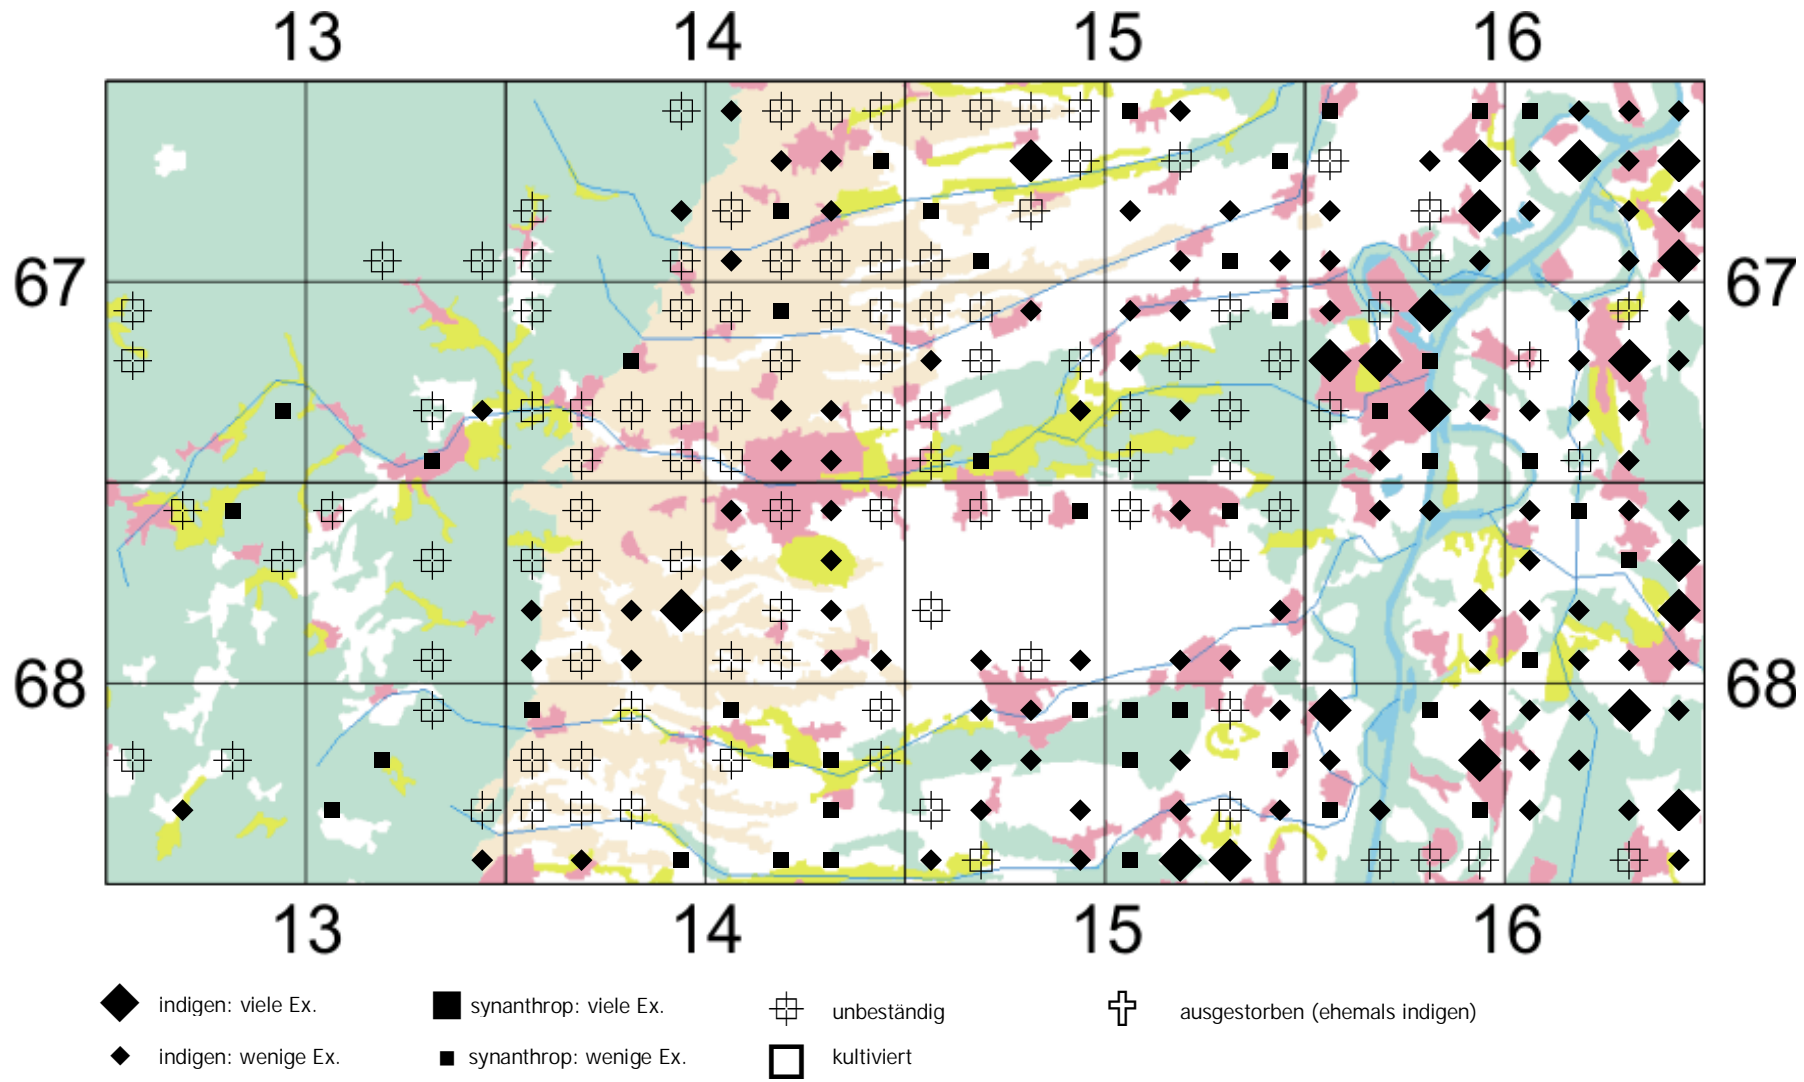 13 14 15 16
67 67
68 68
13 14 15 16
indigen: viele Ex. synanthrop: viele Ex. unbeständig ausgestorben (ehemals indigen)
indigen: wenige Ex. synanthrop: wenige Ex. kultiviert